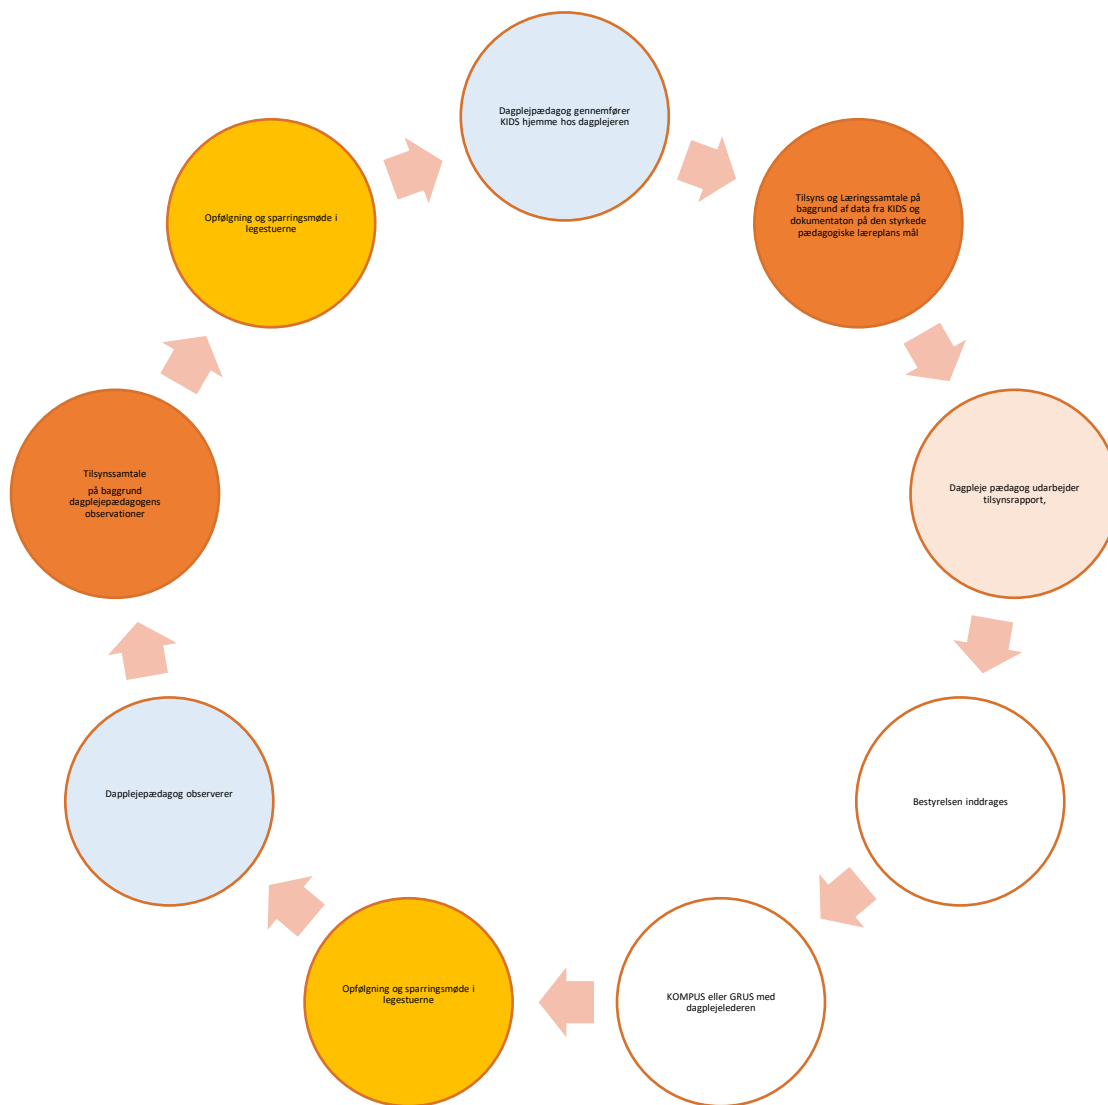 Dagplejpædagog gennemfører
KIDS hjemme hos dagplejeren
Tilsyns og Læringssamtale på
baggrund af data fra KIDS og
dokumentaton på den styrkede
pædagogiske læreplans mål
Dagpleje pædagog udarbejder
tilsynsrapport,
Bestyrelsen inddrages
KOMPUS eller GRUS med
dagplejelederen
Opfølgning og sparringsmøde i
legestuerne
Dapplejepædagog observerer
Tilsynssamtale
på baggrund
dagplejepædagogens
observationer
Opfølgning og sparringsmøde i
legestuerne